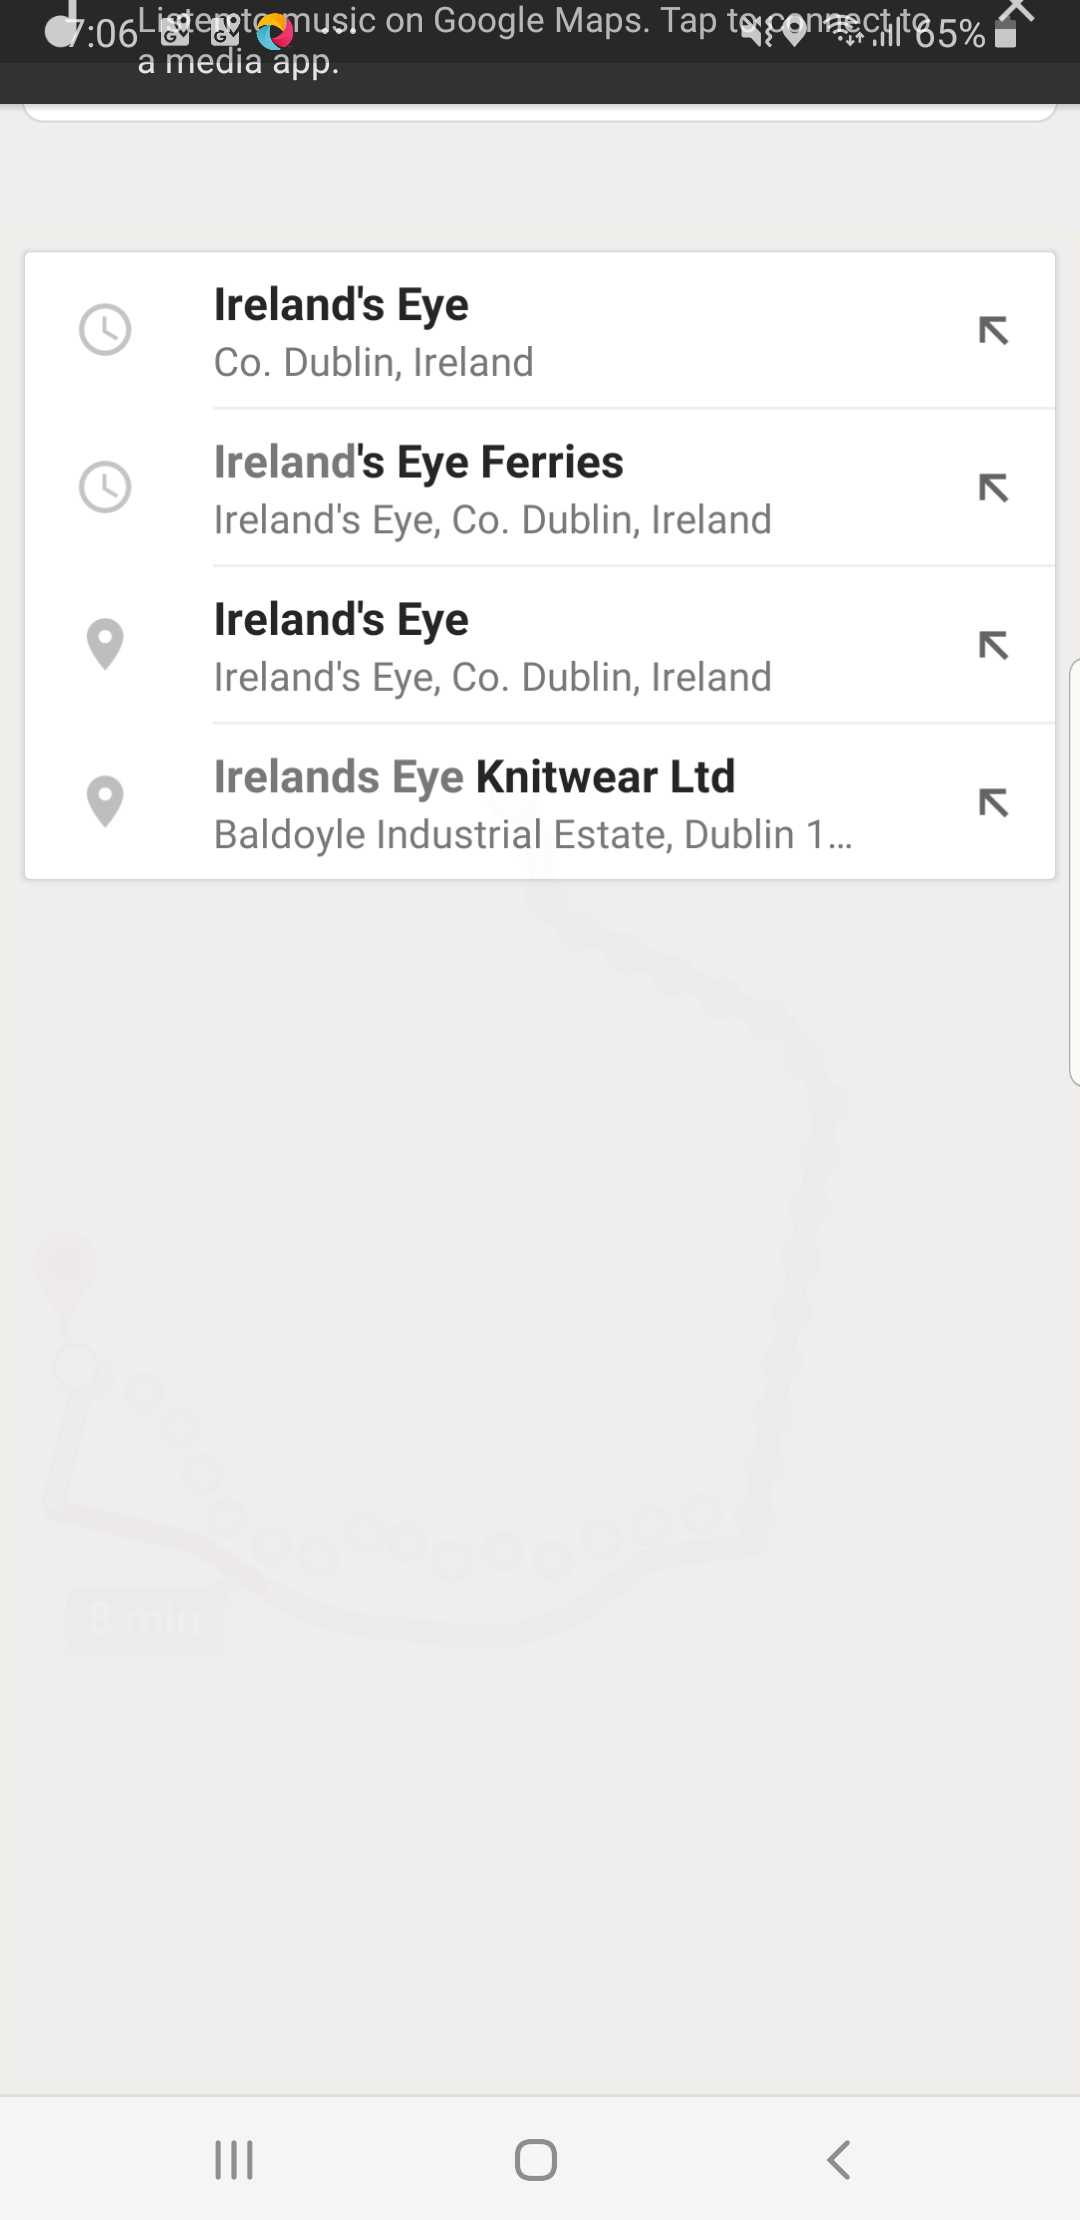 Listen to music on Google Maps. Tap to connect to
7:06
65%
a media app.
Ireland's Eye
Co. Dublin, Ireland
Ireland's Eye Ferries
Ireland's Eye, Co. Dublin, Ireland
Ireland's Eye
Ireland's Eye, Co. Dublin, Ireland
Irelands Eye Knitwear Ltd
Baldoyle Industrial Estate, Dublin 1...
8 min